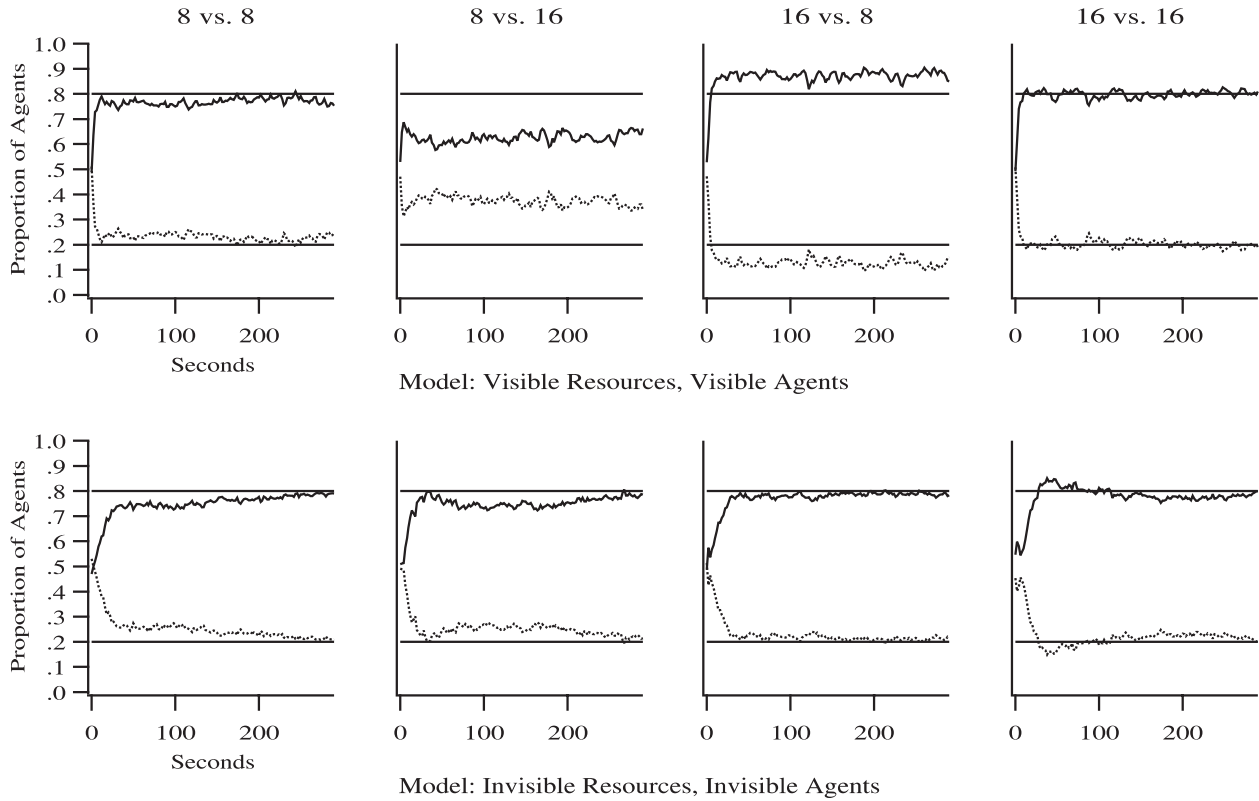 8 vs. 8 8 vs. 16 16 vs. 8 16 vs. 16
Proportion of Agents
1.0
.9
.8
.7
.6
.5
.4
.3
.2
.1
.0
0 100 200 0 100 200 0 100 200 0 100 200
Seconds
Model: Visible Resources, Visible Agents
Proportion of Agents
1.0
.9
.8
.7
.6
.5
.4
.3
.2
.1
.0
0 100 200 0 100 200 0 100 200 0 100 200
Seconds
Model: Invisible Resources, Invisible Agents